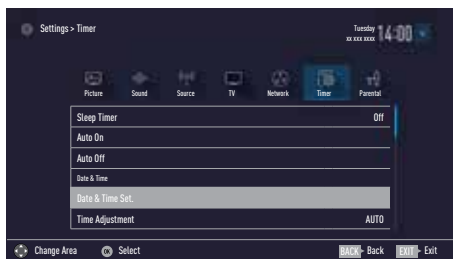 Settings > Timer
Tuesday
xx xxx xxxx
14:00
Picture Sound Source TV Network Timer Parental
Sleep Timer Off
Auto On
Auto Off
Date & Time
Date & Time Set.
Time Adjustment AUTO
Change Area OK Select BACK Back EXIT Exit